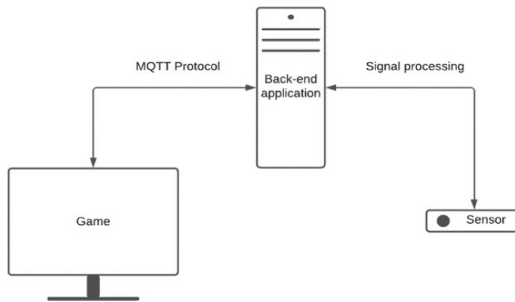 MQTT Protocol
Back-end
application
Signal processing
Game
Sensor